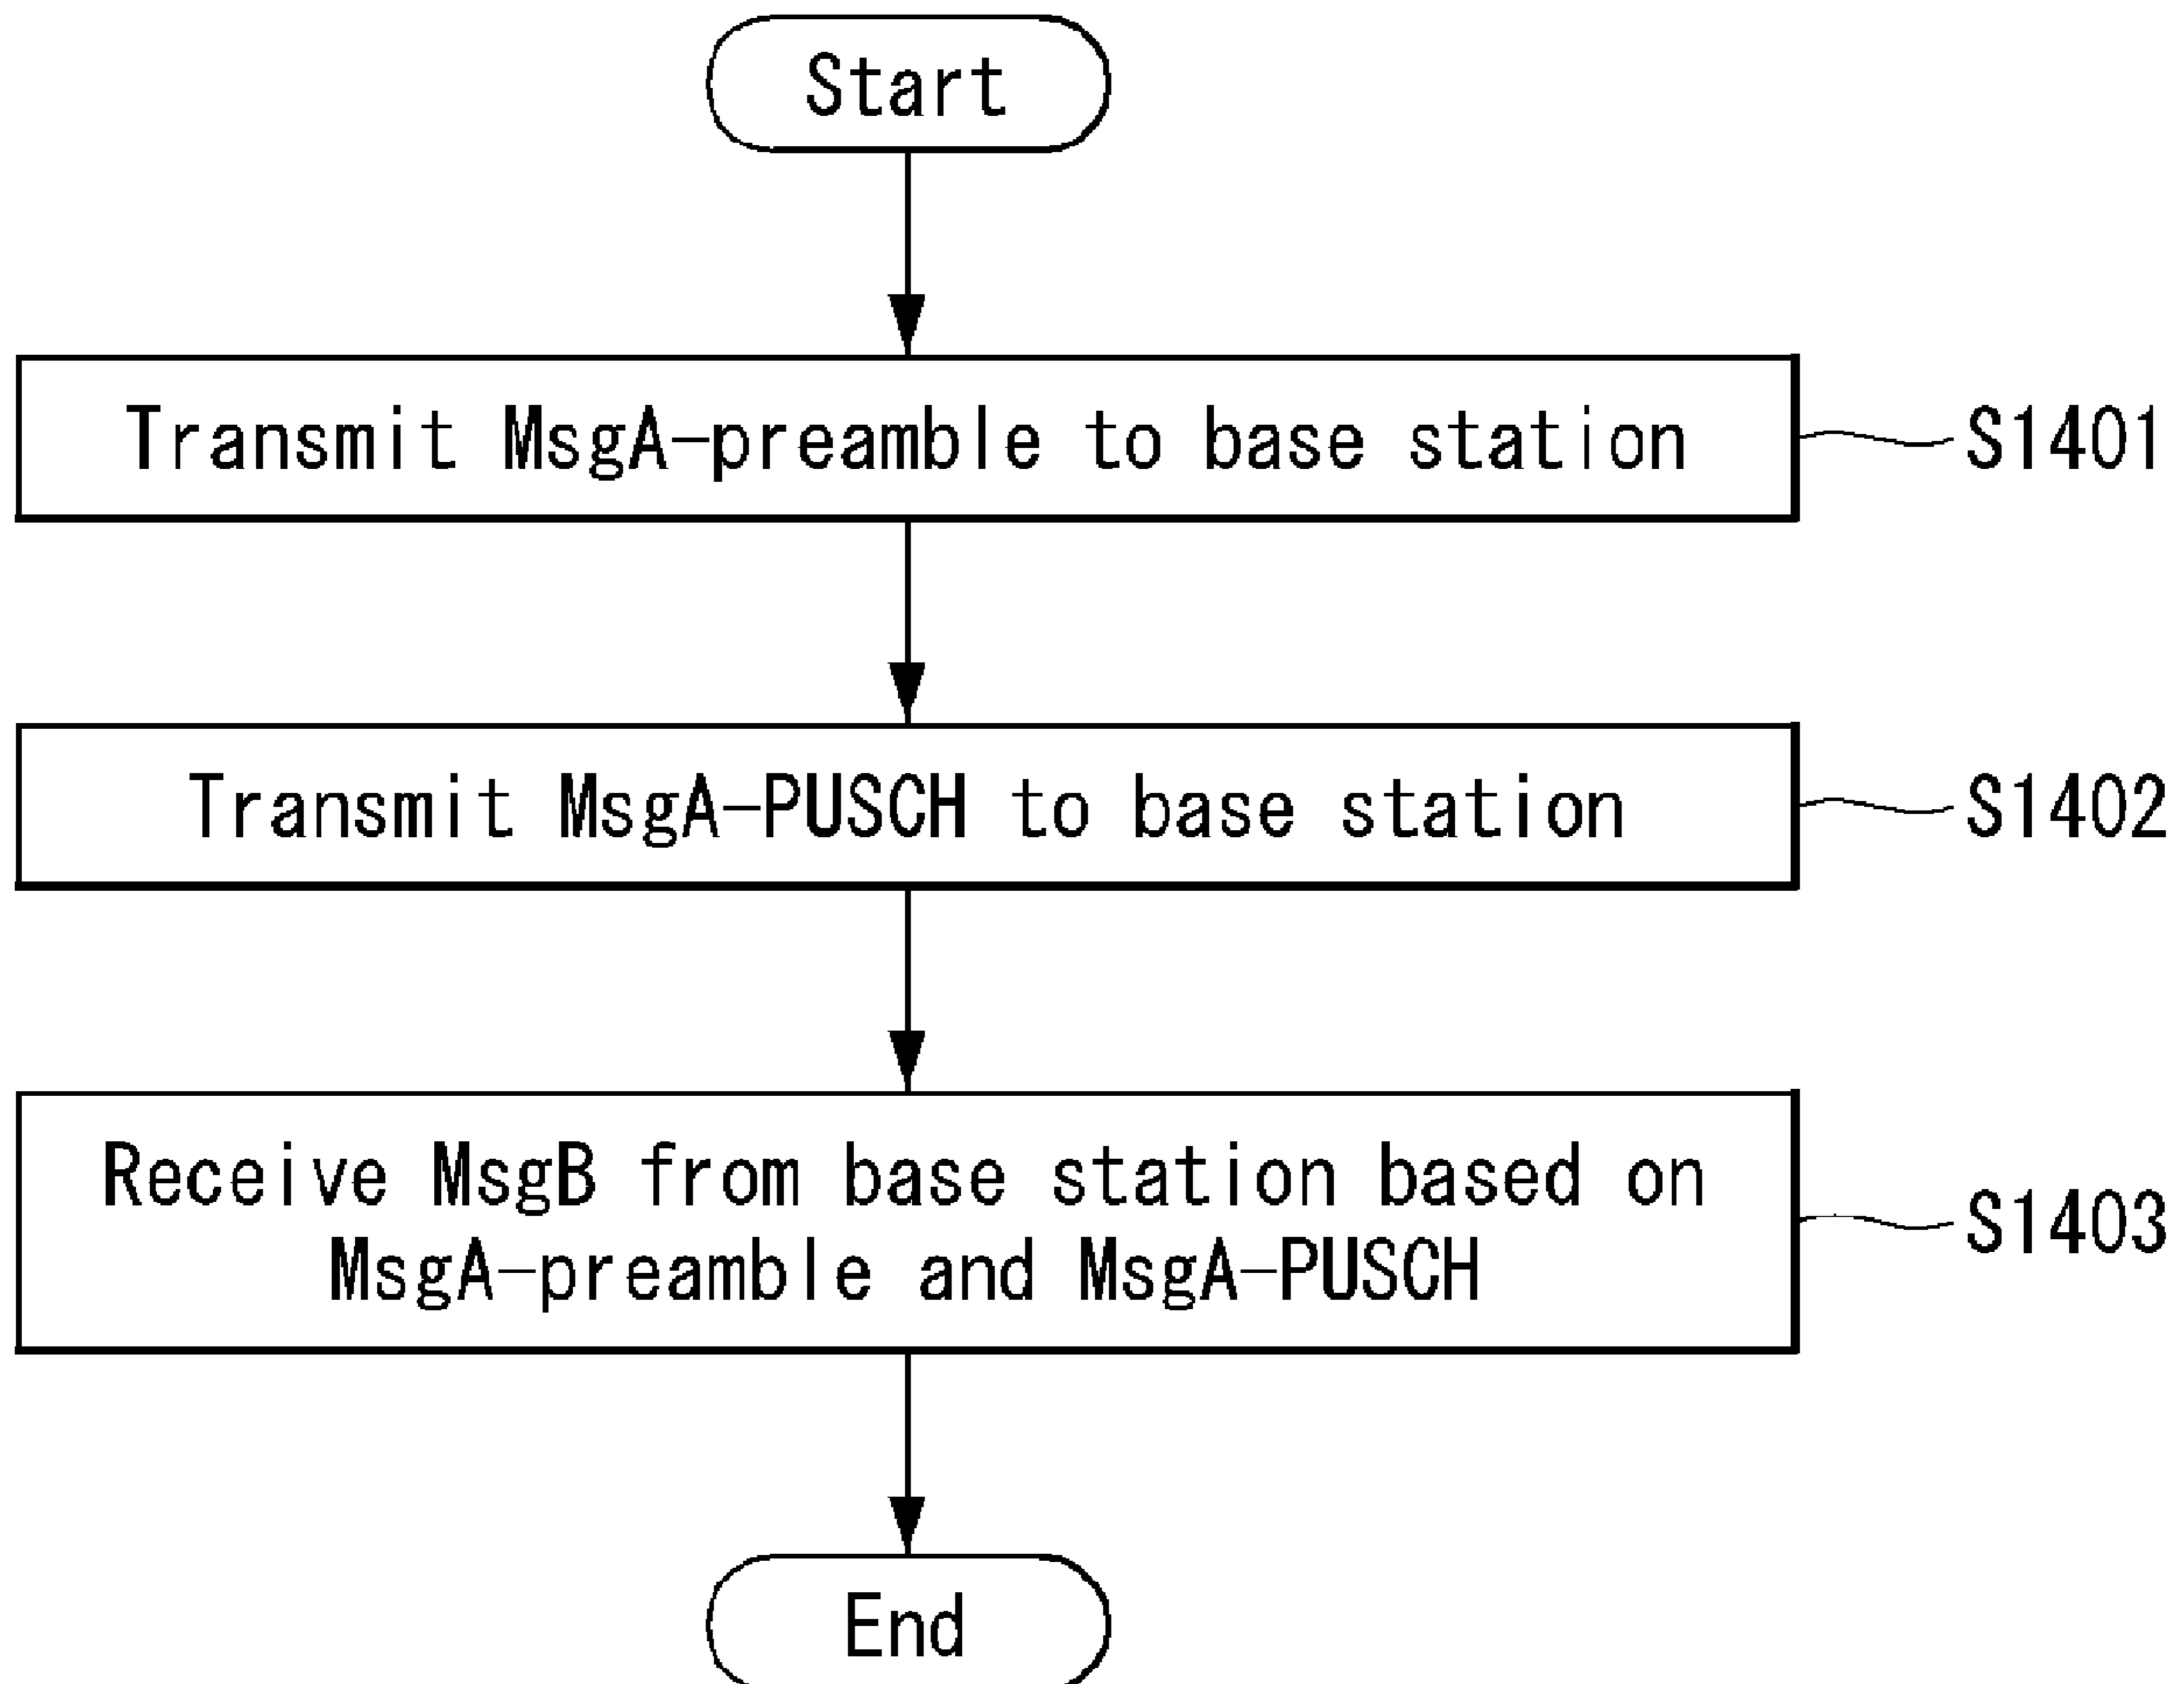 Start
Transmit MsgA-preamble to base station
S1401
Transmit MsgA-PUSCH to base station
S1402
Receive MsgB from base station based on
MsgA-preamble and MsgA-PUSCH
S1403
End